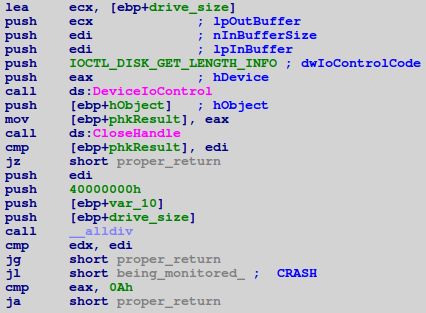 lea ecx, [ebp+drive_size]
push ecx ; lpOutBuffer
push edi ; nInBufferSize
push edi ; lpInBuffer
push IOCTL_DISK_GET_LENGTH_INFO ; dwIoControlCode
push eax ; hDevice
call ds:DeviceIoControl
push [ebp+hObject] ; hObject
mov [ebp+phkResult], eax
call ds:CloseHandle
cmp [ebp+phkResult], edi
jz short proper_return
push edi
push 40000000h
push [ebp+var_10]
push [ebp+drive_size]
call __alldiv
cmp edx, edi
jg short proper_return
jl short being_monitored_ ; CRASH
cmp eax, 0Ah
ja short proper_return